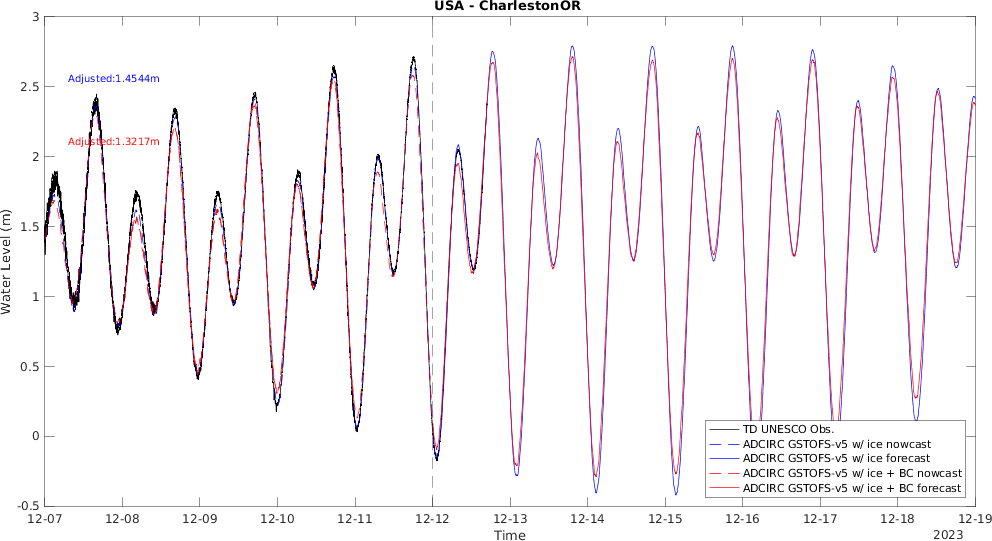 USA - CharlestonOR
3
2.5
2
1.5
1
0.5
0
-0.5
Water Level (m)
Adjusted:1.4544m
Adjusted:1.3217m
TD UNESCO Obs.
ADCIRC GSTOFS-v5 w/ ice nowcast
ADCIRC GSTOFS-v5 w/ ice forecast
ADCIRC GSTOFS-v5 w/ ice + BC nowcast
ADCIRC GSTOFS-v5 w/ ice + BC forecast
12-07 12-08 12-09 12-10 12-11 12-12 12-13 12-14 12-15 12-16 12-17 12-18 12-19
Time
2023